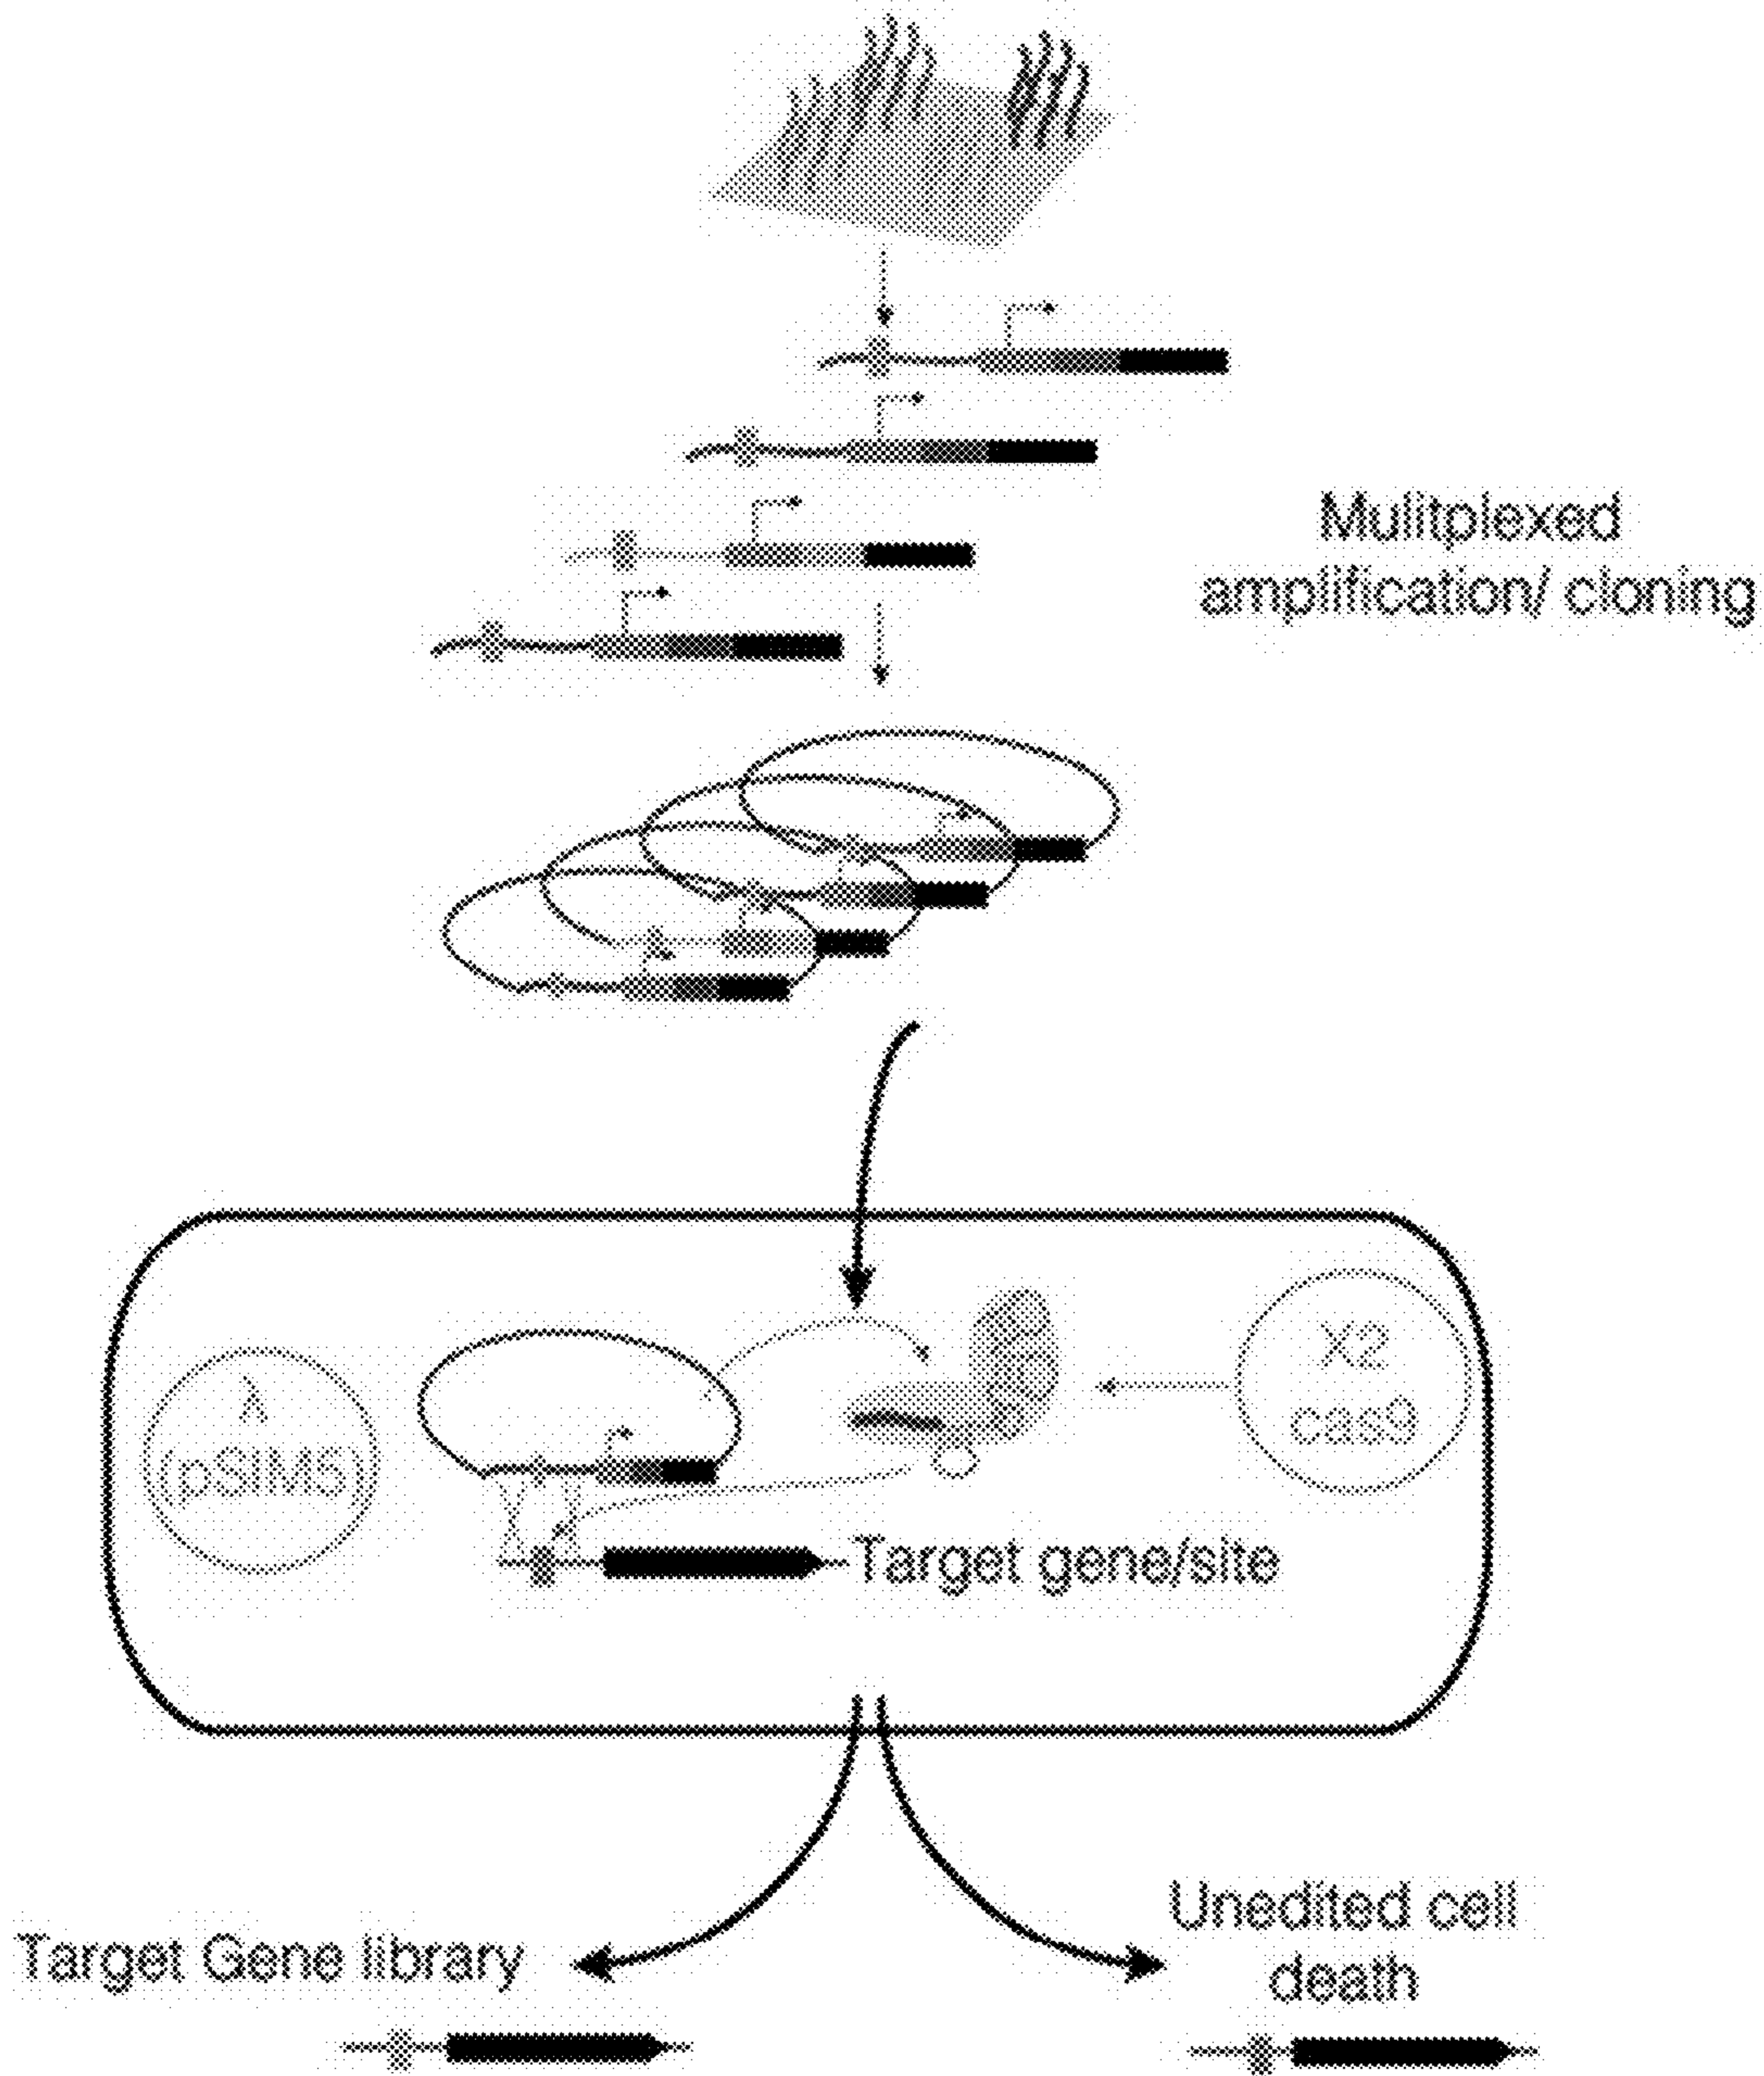 Mulitplexed
amplification/ cloning
λ
(pSIM5)
X2
cas9
Target gene/site
Target Gene library
Unedited cell
death